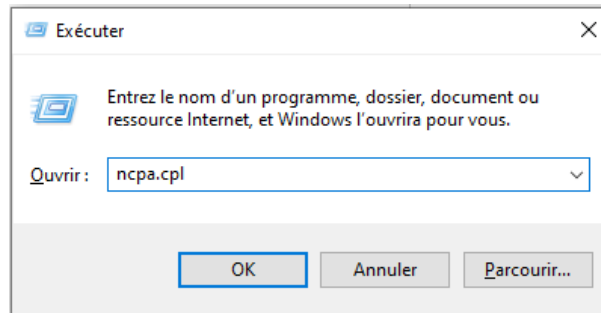 Exécuter
Entrez le nom d'un programme, dossier, document ou
ressource Internet, et Windows l'ouvrira pour vous.
Ouvrir : ncpa.cpl
OK Annuler Parcourir...